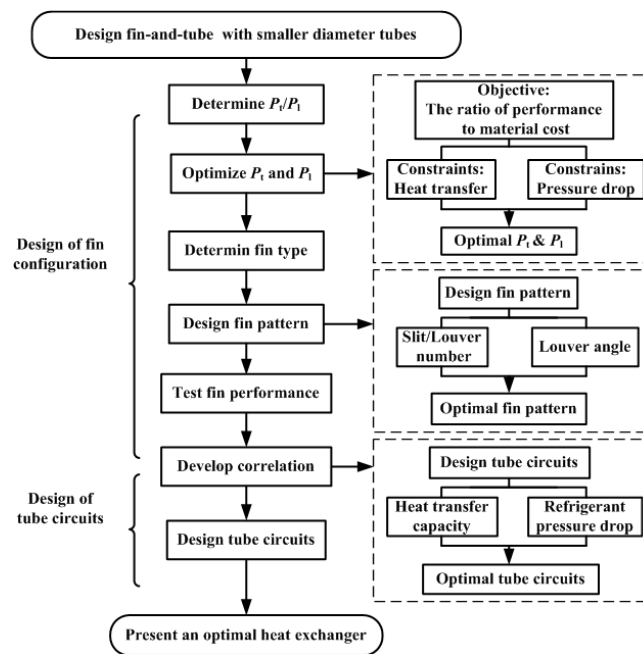 Design fin-and-tube with smaller diameter tubes
Determine Pt/Pl
Optimize Pt and Pl
Determin fin type
Design fin pattern
Test fin performance
Develop correlation
Design tube circuits
Present an optimal heat exchanger
Design of fin
configuration
Design of
tube circuits
Objective:
The ratio of performance
to material cost
Constraints:
Heat transfer
Constrains:
Pressure drop
Optimal Pt & Pl
Design fin pattern
Slit/Louver
number
Louver angle
Optimal fin pattern
Design tube circuits
Heat transfer
capacity
Refrigerant
pressure drop
Optimal tube circuits